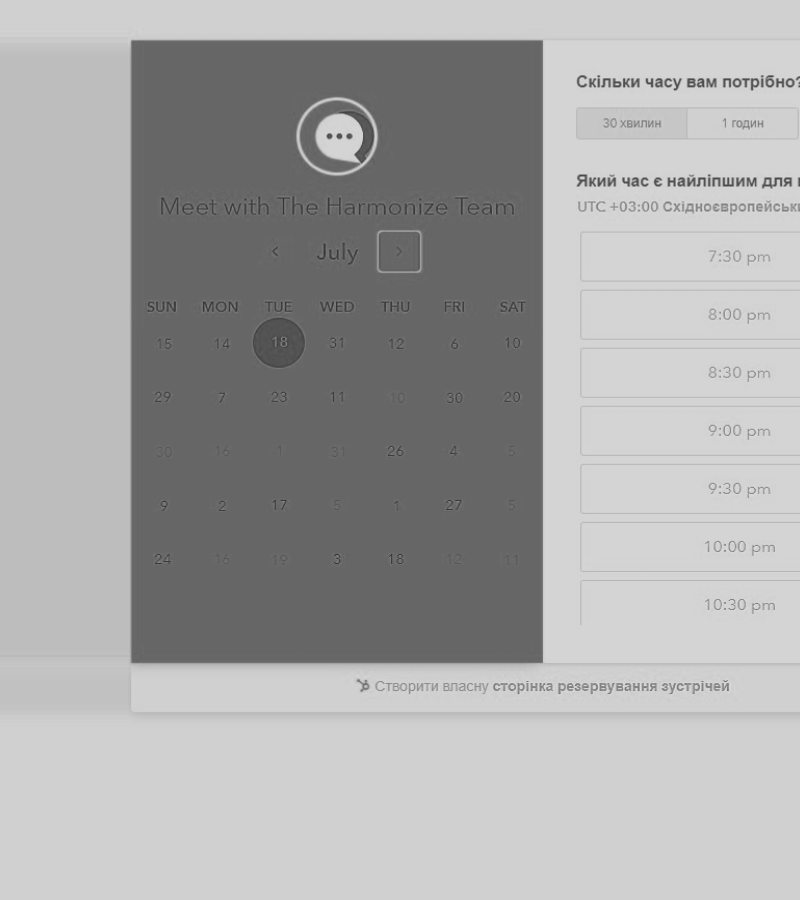 Meet with The Harmonize Team
July
SUN MON TUE WED THU FRI SAT
15 14 18 31 12 6 10
29 7 23 11 10 30 20
30 16 1 31 26 4 5
9 2 17 5 1 27 5
24 16 19 3 18 12 11
Скільки часу вам потрібно?
30 хвилин 1 годин
Який час є найліпшим для
UTC +03:00
7:30 pm
8:00 pm
8:30 pm
9:00 pm
9:30 pm
10:00 pm
10:30 pm
Створити власну сторінка резервування зустрічей